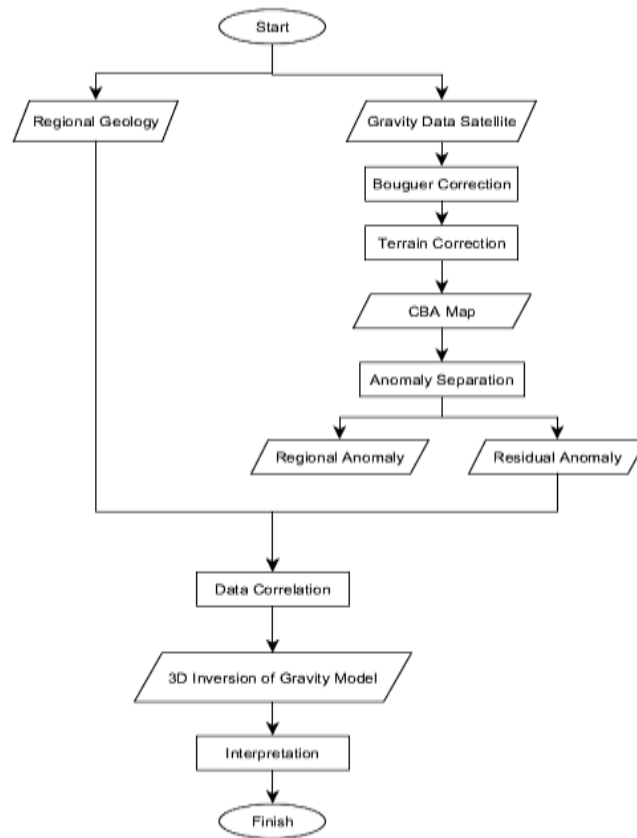 Start
Regional Geology
Gravity Data Satellite
Bouguer Correction
Terrain Correction
CBA Map
Anomaly Separation
Regional Anomaly
Residual Anomaly
Data Correlation
3D Inversion of Gravity Model
Interpretation
Finish